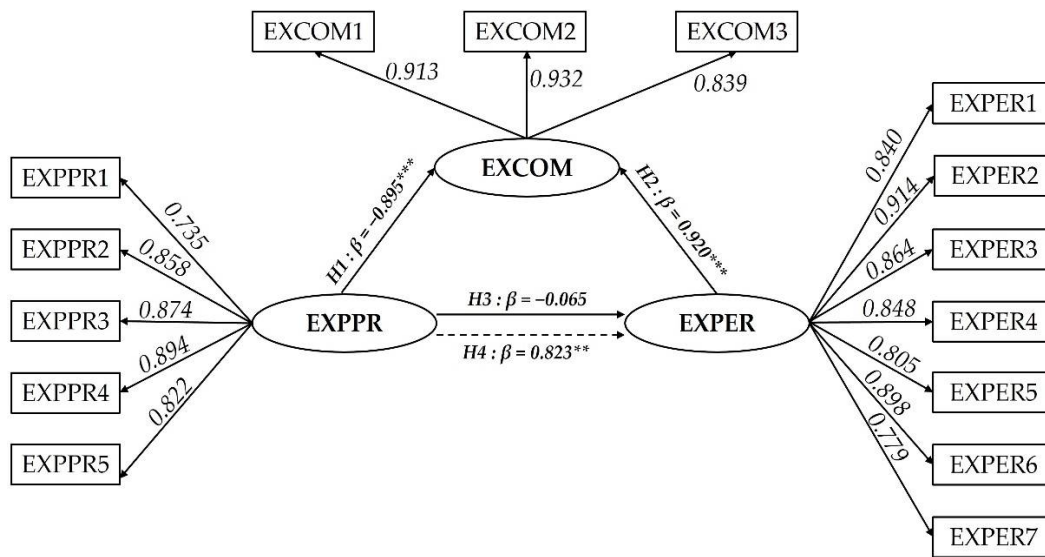 EXCOM1
EXCOM2
EXCOM3
0.913
0.932
0.839
EXPER1
EXPER2
EXPER3
EXPER4
EXPER5
EXPER6
EXPER7
0.840
0.914
0.864
0.848
0.805
0.898
0.779
EXCOM
EXPPR1
EXPPR2
EXPPR3
EXPPR4
EXPPR5
0.735
0.858
0.874
0.894
0.822
H1 : β = −0.895***
H2 : β = 0.920***
EXPPR
H3 : β = −0.065
H4 : β = 0.823**
EXPER